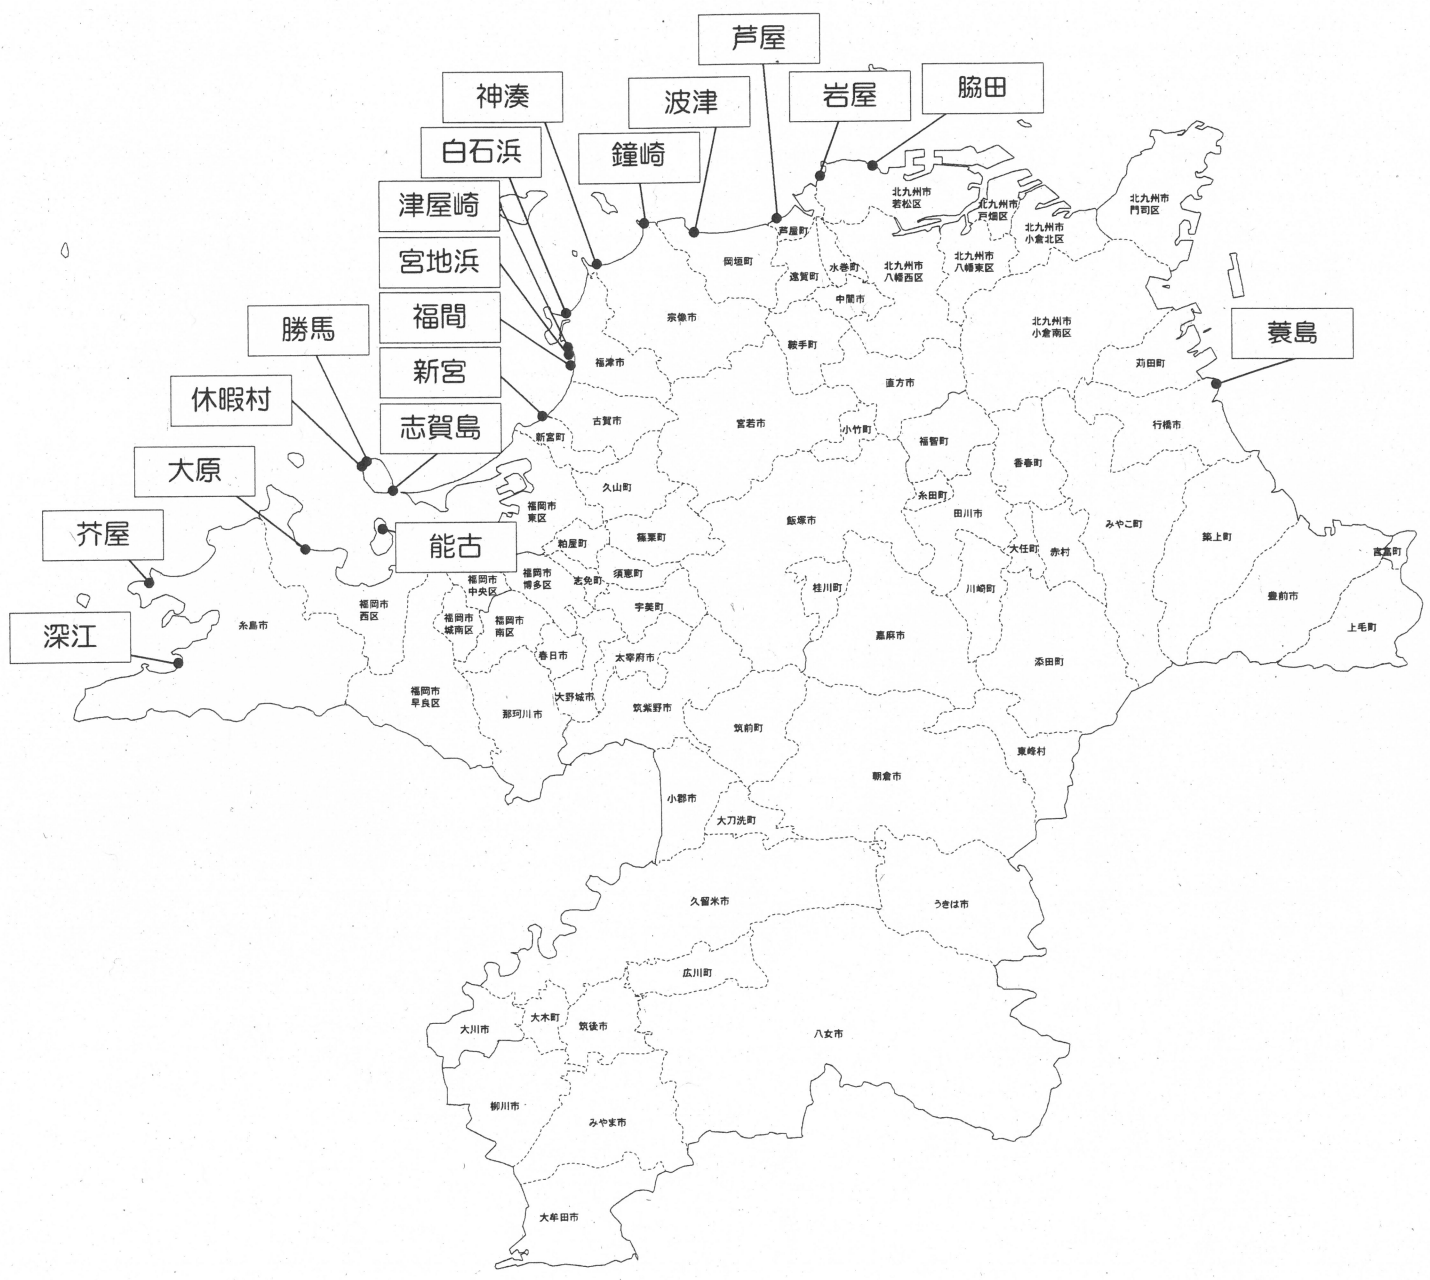 芦屋
神湊
波津
岩屋
脇田
白石浜
鐘崎
津屋崎
宮地浜
福間
勝馬
新宮
休暇村
志賀島
大原
芥屋
能古
深江
蓑島
北九州市
若松区
北九州市
戸畑区
北九州市
門司区
北九州市
小倉北区
芦屋町
岡垣町
遠賀町
水巻町
北九州市
八幡西区
北九州市
八幡東区
中間市
宗像市
北九州市
小倉南区
鞍手町
福津市
直方市
苅田町
古賀市
宮若市
小竹町
行橋市
新宮町
福智町
香春町
久山町
糸田町
福岡市
東区
田川市
飯塚市
みやこ町
篠栗町
粕屋町
大任町
赤村
築上町
吉富町
須恵町
志免町
福岡市
博多区
福岡市
中央区
桂川町
川崎町
豊前市
宇美町
福岡市
西区
糸島市
福岡市
城南区
福岡市
南区
上毛町
嘉麻市
春日市
太宰府市
添田町
福岡市
早良区
大野城市
筑紫野市
那珂川市
筑前町
東峰村
朝倉市
小郡市
大刀洗町
久留米市
うきは市
広川町
大川市
大木町
筑後市
八女市
柳川市
みやま市
大牟田市